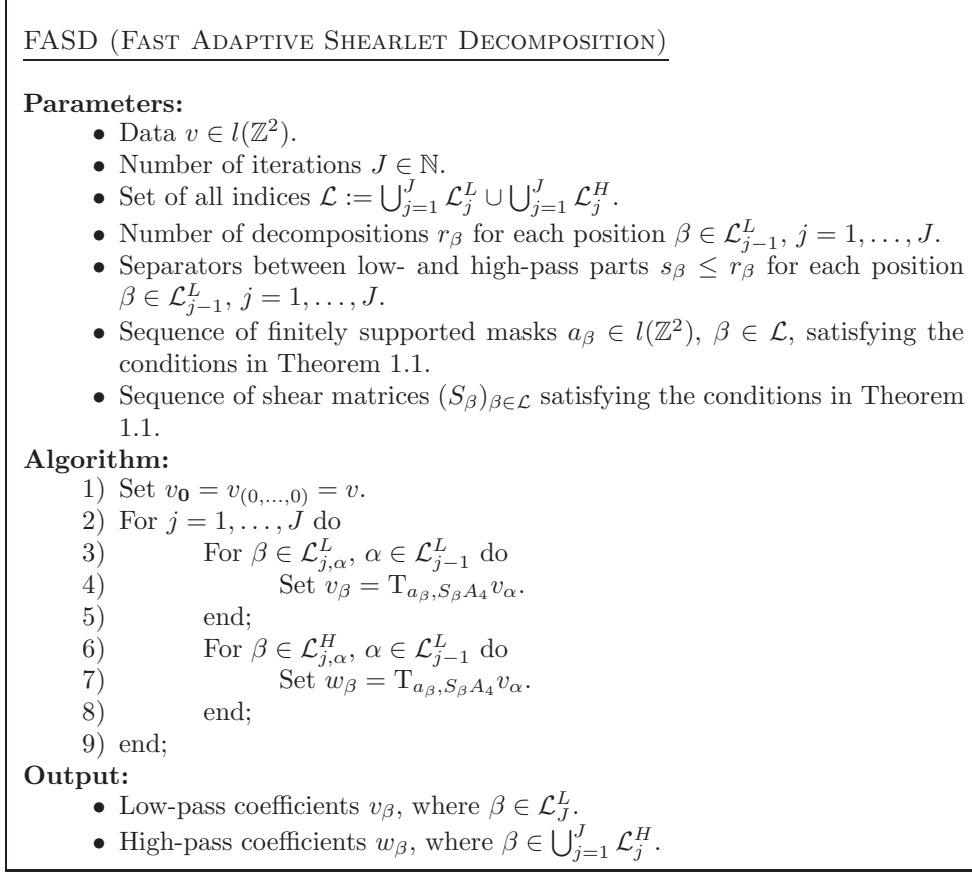 FASD (Fast Adaptive Shearlet Decomposition)
Parameters:
• Data v ∈ l(ℤ²).
• Number of iterations J ∈ ℕ.
• Set of all indices ℒ := ⋃_{j=1}^{J} ℒ_j^L ∪ ⋃_{j=1}^{J} ℒ_j^H.
• Number of decompositions r_β for each position β ∈ ℒ_{j−1}^L, j = 1, . . . , J.
• Separators between low- and high-pass parts s_β ≤ r_β for each position
β ∈ ℒ_{j−1}^L, j = 1, . . . , J.
• Sequence of finitely supported masks a_β ∈ l(ℤ²), β ∈ ℒ, satisfying the
conditions in Theorem 1.1.
• Sequence of shear matrices (S_β)_{β∈ℒ} satisfying the conditions in Theorem
1.1.
Algorithm:
1) Set v_𝟎 = v_{(0,...,0)} = v.
2) For j = 1, . . . , J do
3) For β ∈ ℒ_{j,α}^L, α ∈ ℒ_{j−1}^L do
4) Set v_β = T_{a_β,S_βA_4} v_α.
5) end;
6) For β ∈ ℒ_{j,α}^H, α ∈ ℒ_{j−1}^L do
7) Set w_β = T_{a_β,S_βA_4} v_α.
8) end;
9) end;
Output:
• Low-pass coefficients v_β, where β ∈ ℒ_J^L.
• High-pass coefficients w_β, where β ∈ ⋃_{j=1}^{J} ℒ_j^H.